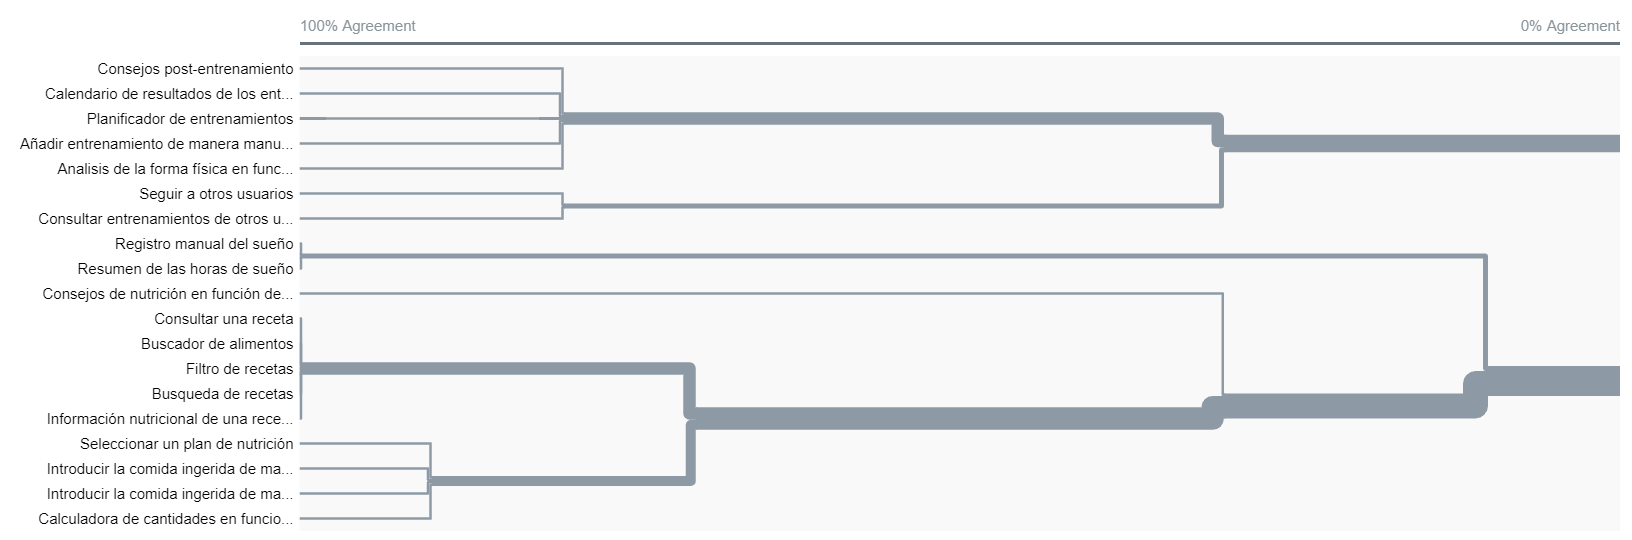 100% Agreement
0% Agreement
Consejos post-entrenamiento
Calendario de resultados de los ent...
Planificador de entrenamientos
Añadir entrenamiento de manera manu...
Analisis de la forma física en func...
Seguir a otros usuarios
Consultar entrenamientos de otros u...
Registro manual del sueño
Resumen de las horas de sueño
Consejos de nutrición en función de...
Consultar una receta
Buscador de alimentos
Filtro de recetas
Busqueda de recetas
Información nutricional de una rece...
Seleccionar un plan de nutrición
Introducir la comida ingerida de ma...
Introducir la comida ingerida de ma...
Calculadora de cantidades en funcio...